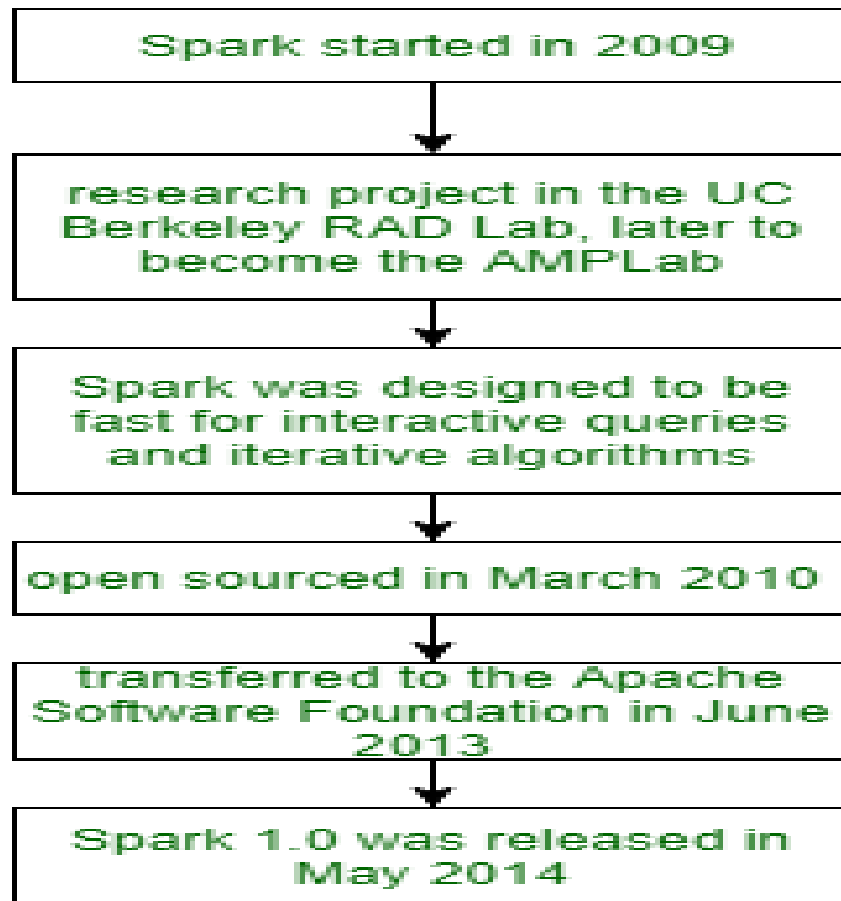 Spark started in 2009
research project in the UC
Berkeley RAD Lab, later to
become the AMPLab
Spark was designed to be
fast for interactive queries
and iterative algorithms
open sourced in March 2010
transferred to the Apache
Software Foundation in June
2013
Spark 1.0 was released in
May 2014